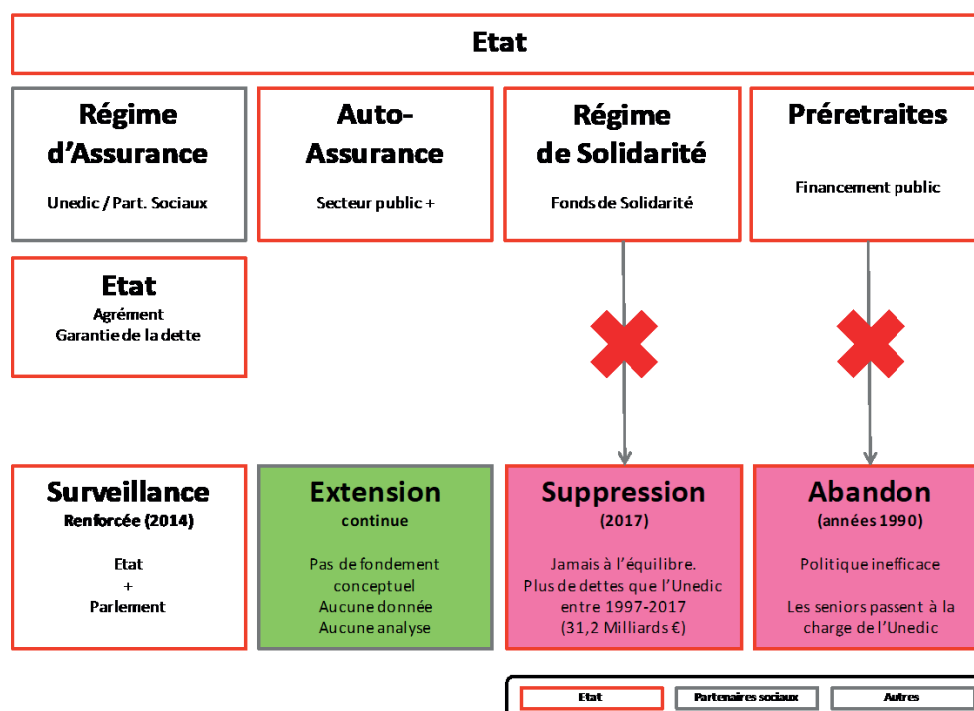 Etat
Régime
d'Assurance
Unedic / Part. Sociaux
Auto-
Assurance
Secteur public +
Régime
de Solidarité
Fonds de Solidarité
Préretraites
Financement public
Etat
Agrément
Garantie de la dette
Surveillance
Renforcée (2014)
Etat
+
Parlement
Extension
continue
Pas de fondement
conceptuel
Aucune donnée
Aucune analyse
Suppression
(2017)
Jamais à l'équilibre.
Plus de dettes que l'Unedic
entre 1997-2017
(31,2 Milliards €)
Abandon
(années 1990)
Politique inefficace
Les seniors passent à la
charge de l'Unedic
Etat
Partenaires sociaux
Autres